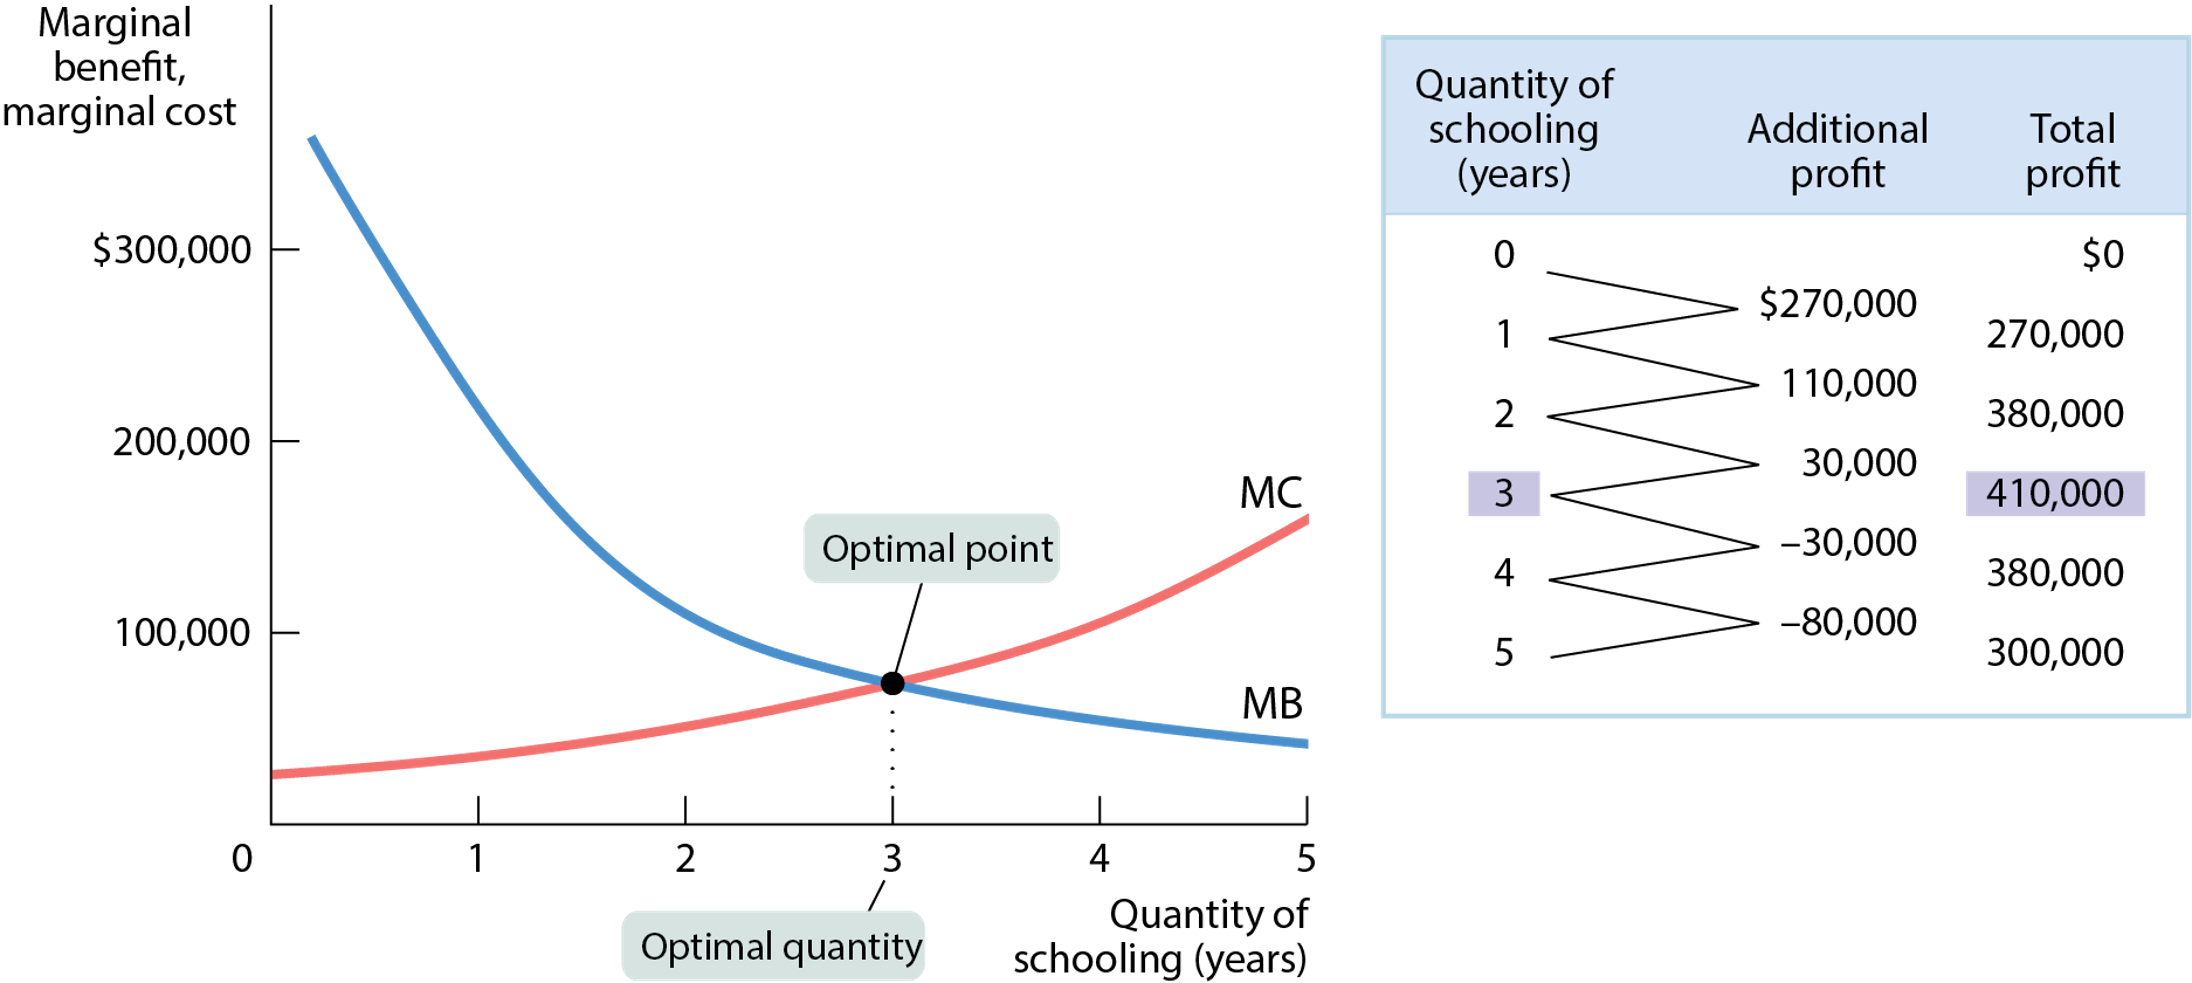 Marginal
benefit,
marginal cost
$300,000
200,000
100,000
MC
Optimal point
MB
0 1 2 3 4 5
Optimal quantity
Quantity of
schooling (years)
Quantity of
schooling
(years)
Additional
profit
Total
profit
0 $0
$270,000
1 270,000
110,000
2 380,000
30,000
3 410,000
–30,000
4 380,000
–80,000
5 300,000